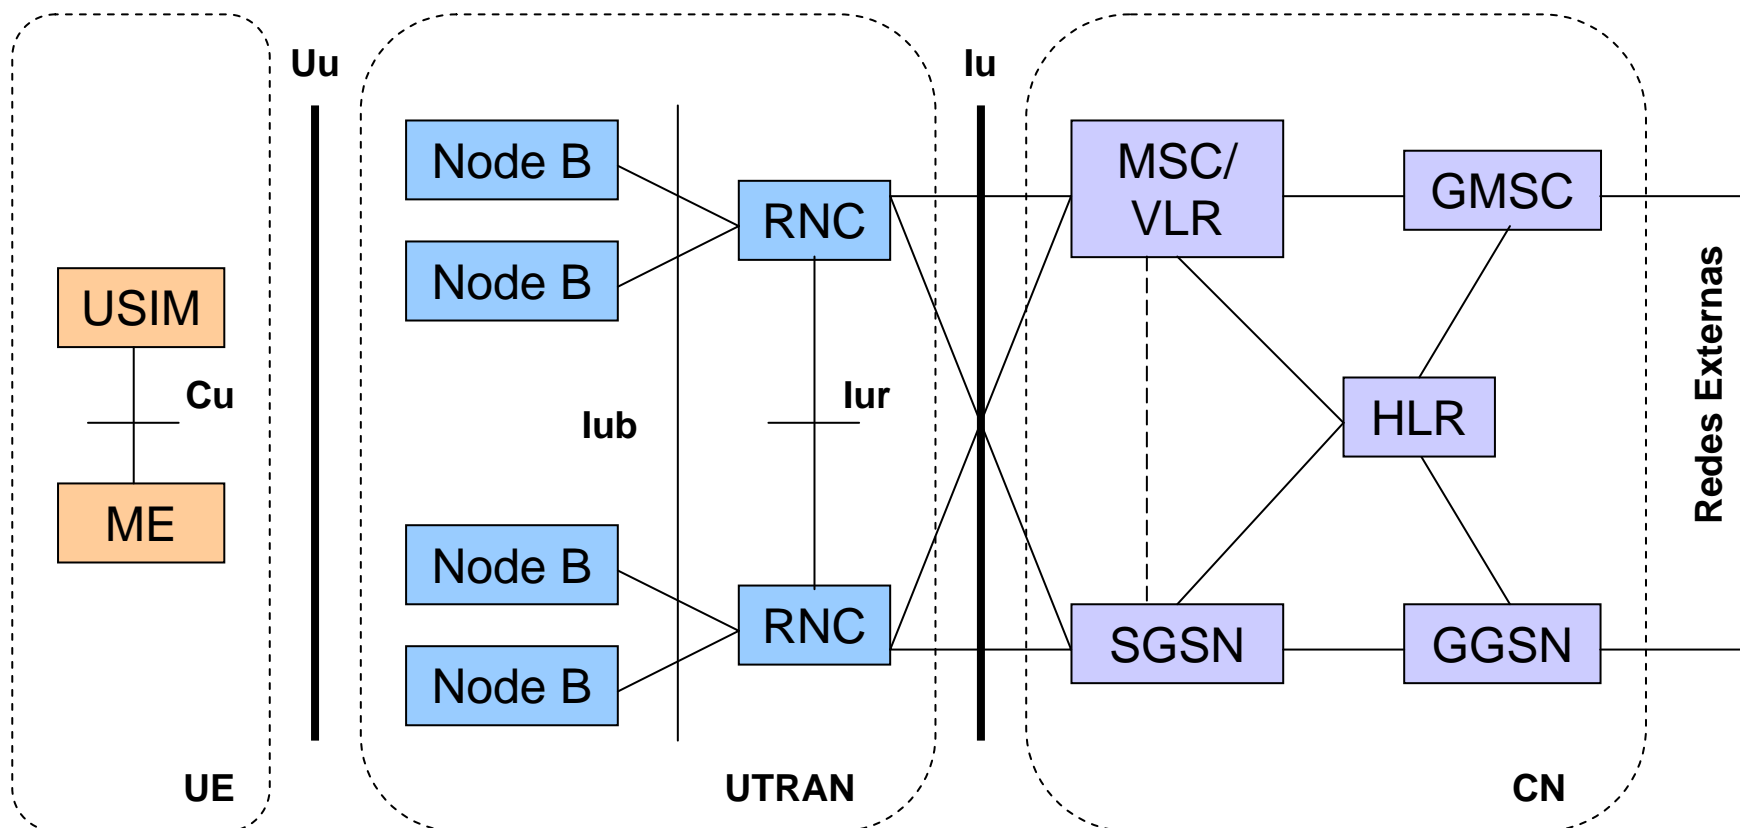 Uu
Iu
Node B
MSC/
VLR
GMSC
RNC
Node B
USIM
Cu
Iur
Iub
HLR
Redes Externas
ME
Node B
RNC
SGSN
GGSN
Node B
UE
UTRAN
CN